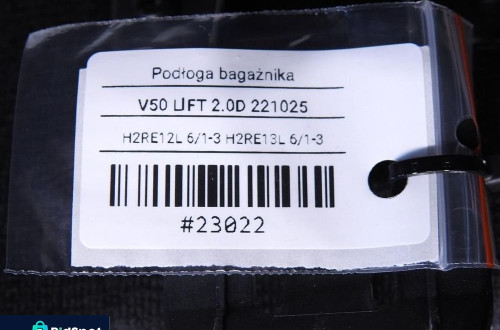 Podłoga bagażnika
V50 LIFT 2.0D 221025
H2RE12L 6/1-3 H2RE13L 6/1-3
#23022